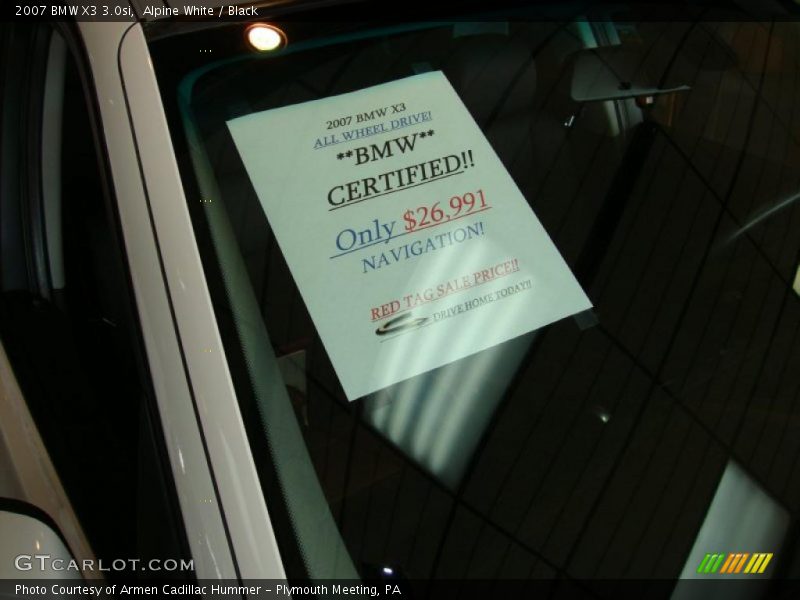 2007 BMW X3 3.0si, Alpine White / Black
2007 BMW X3
ALL WHEEL DRIVE!
**BMW**
CERTIFIED!!
Only $26,991
NAVIGATION!
RED TAG SALE PRICE!!
DRIVE HOME TODAY!!
GTCARLOT.COM
Photo Courtesy of Armen Cadillac Hummer - Plymouth Meeting, PA